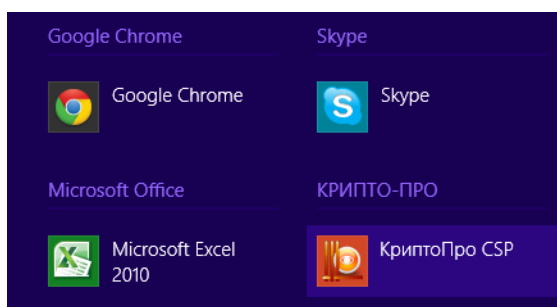 Google Chrome
Google Chrome
Skype
Skype
Microsoft Office
Microsoft Excel
2010
КРИПТО-ПРО
КриптоПро CSP